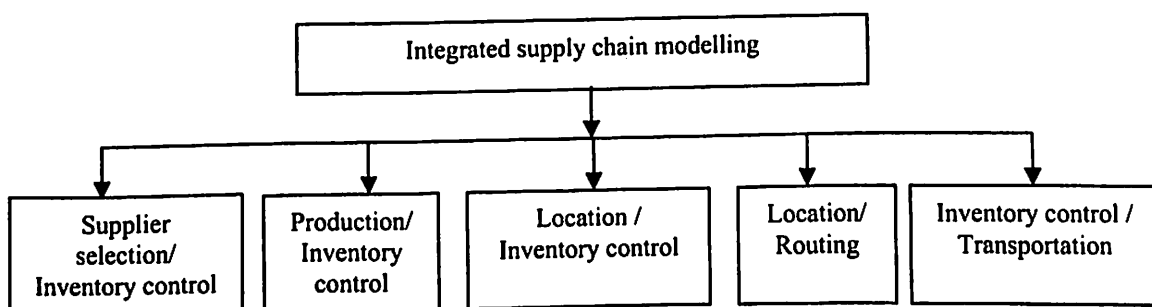 Integrated supply chain modelling
Supplier
selection/
Inventory control
Production/
Inventory
control
Location /
Inventory control
Location/
Routing
Inventory control /
Transportation